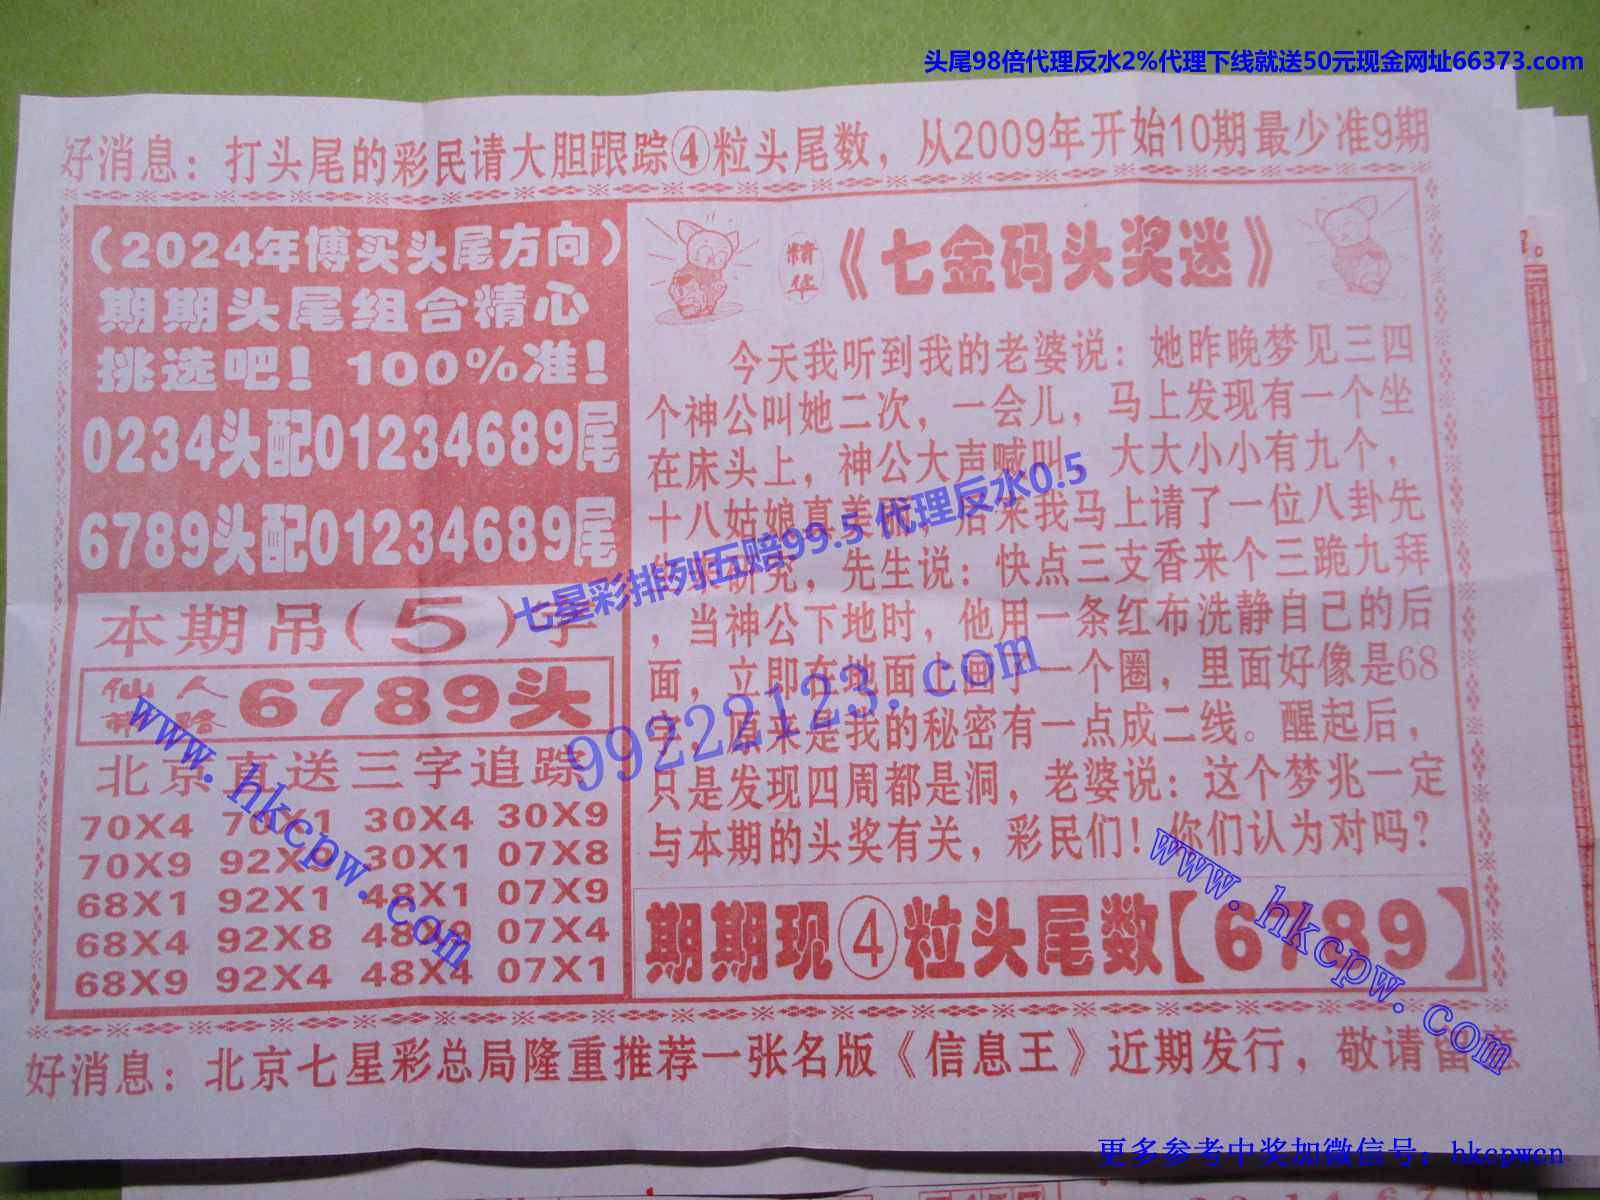 头尾98倍代理反水2%代理下线就送50元现金网址66373.com
好消息：打头尾的彩民请大胆跟踪④粒头尾数，从2009年开始10期最少准9期
（2024年博买头尾方向）
期期头尾组合精心
挑选吧！100%准！
0234头配01234689尾
6789头配01234689尾
本期吊（5）字
仙人
6789头
北京直送三字追踪
70X4 70X1 30X4 30X9
70X9 92X9 30X1 07X8
68X1 92X1 48X1 07X9
68X4 92X8 48X9 07X4
68X9 92X4 48X4 07X1
精华
《七金码头奖迷》
今天我听到我的老婆说：她昨晚梦见三四
个神公叫她二次，一会儿，马上发现有一个坐
在床头上，神公大声喊叫，大大小小有九个，
十八姑娘真美丽，后来我马上请了一位八卦先
研究，先生说：快点三支香来个三跪九拜
，当神公下地时，他用一条红布洗静自己的后
面，立即在地面上画了一个圈，里面好像是68
字，原来是我的秘密有一点成二线。醒起后，
只是发现四周都是洞，老婆说：这个梦兆一定
与本期的头奖有关，彩民们！你们认为对吗？
期期现④粒头尾数【6789】
好消息：北京七星彩总局隆重推荐一张名版《信息王》近期发行，敬请留意
七星彩排列五赔99.5 代理反水0.5
99222123.com
www.hkcpw.com
www.hkcpw.com
更多参考中奖加微信号：hkcpwcn